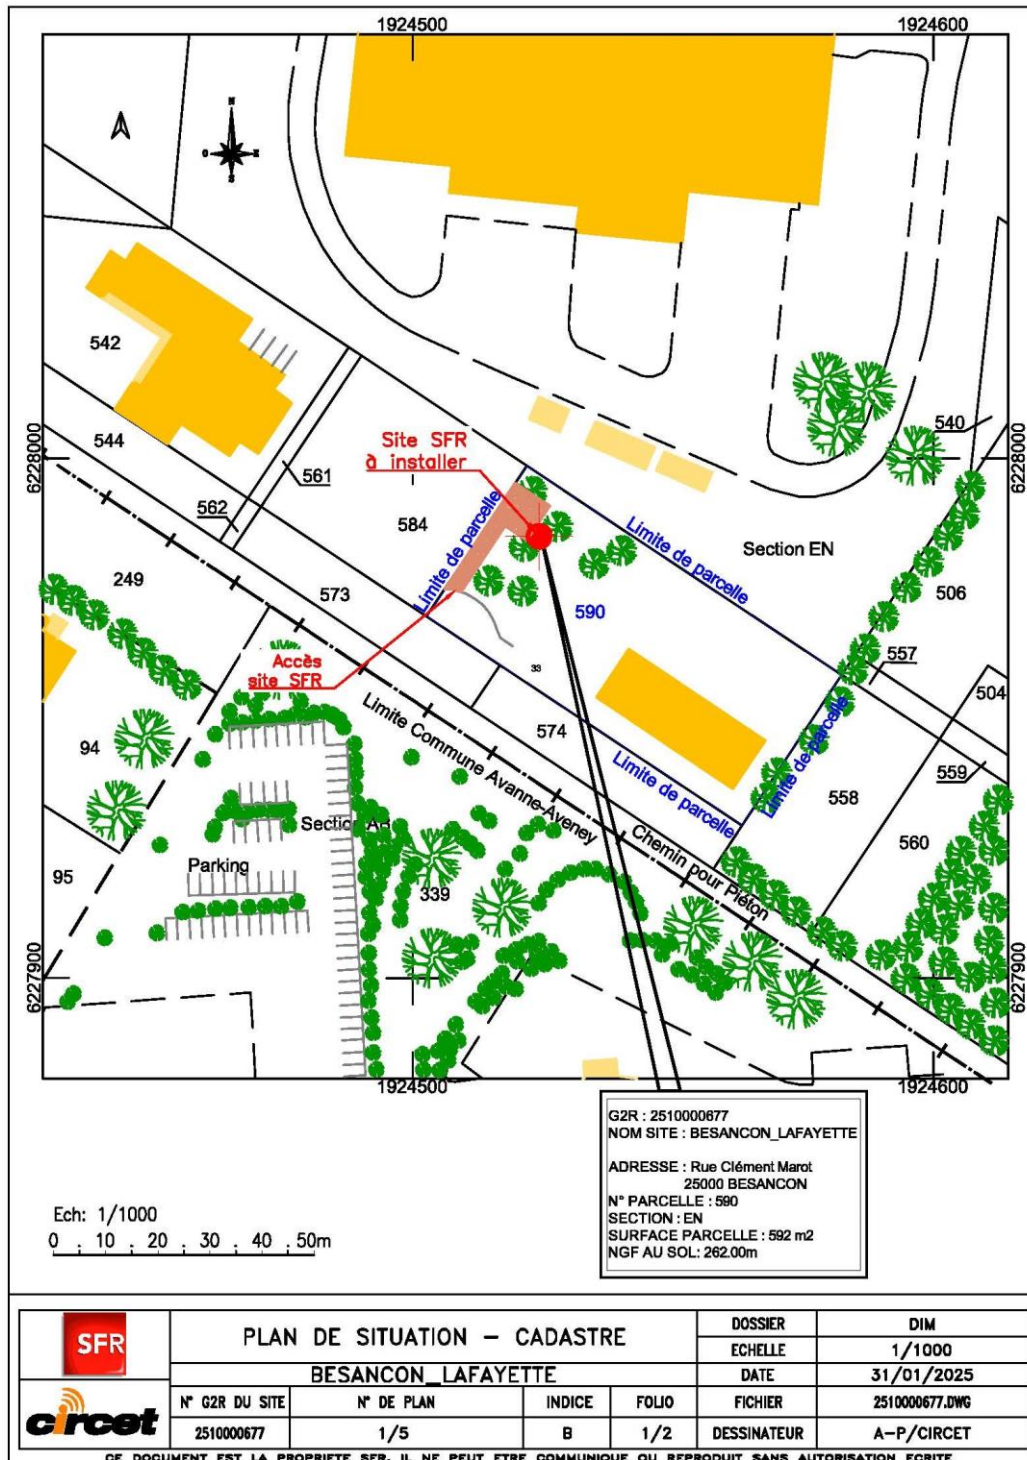 1924500
1924600
N
O
E
S
542
544
561
562
Site SFR
à installer
6228000
6228000
540
584
Limite de parcelle
Limite de parcelle
Section EN
249
573
590
506
Accès
site SFR
33
557
504
94
Limite Commune Avanne-Aveney
574
Limite de parcelle
Limite de parcelle
559
558
Section AB
Chemin pour Piéton
560
Parking
95
339
6227900
6227900
1924500
1924600
G2R : 2510000677
NOM SITE : BESANCON_LAFAYETTE
ADRESSE : Rue Clément Marot
25000 BESANCON
N° PARCELLE : 590
SECTION : EN
SURFACE PARCELLE : 592 m2
NGF AU SOL: 262.00m
Ech: 1/1000
0 10 20 30 40 50m
SFR
PLAN DE SITUATION – CADASTRE
DOSSIER DIM
ECHELLE 1/1000
BESANCON_LAFAYETTE
DATE 31/01/2025
circet
N° G2R DU SITE N° DE PLAN INDICE FOLIO FICHIER 2510000677.DWG
2510000677 1/5 B 1/2 DESSINATEUR A-P/CIRCET
CE DOCUMENT EST LA PROPRIETE SFR, IL NE PEUT ETRE COMMUNIQUE OU REPRODUIT SANS AUTORISATION ECRITE